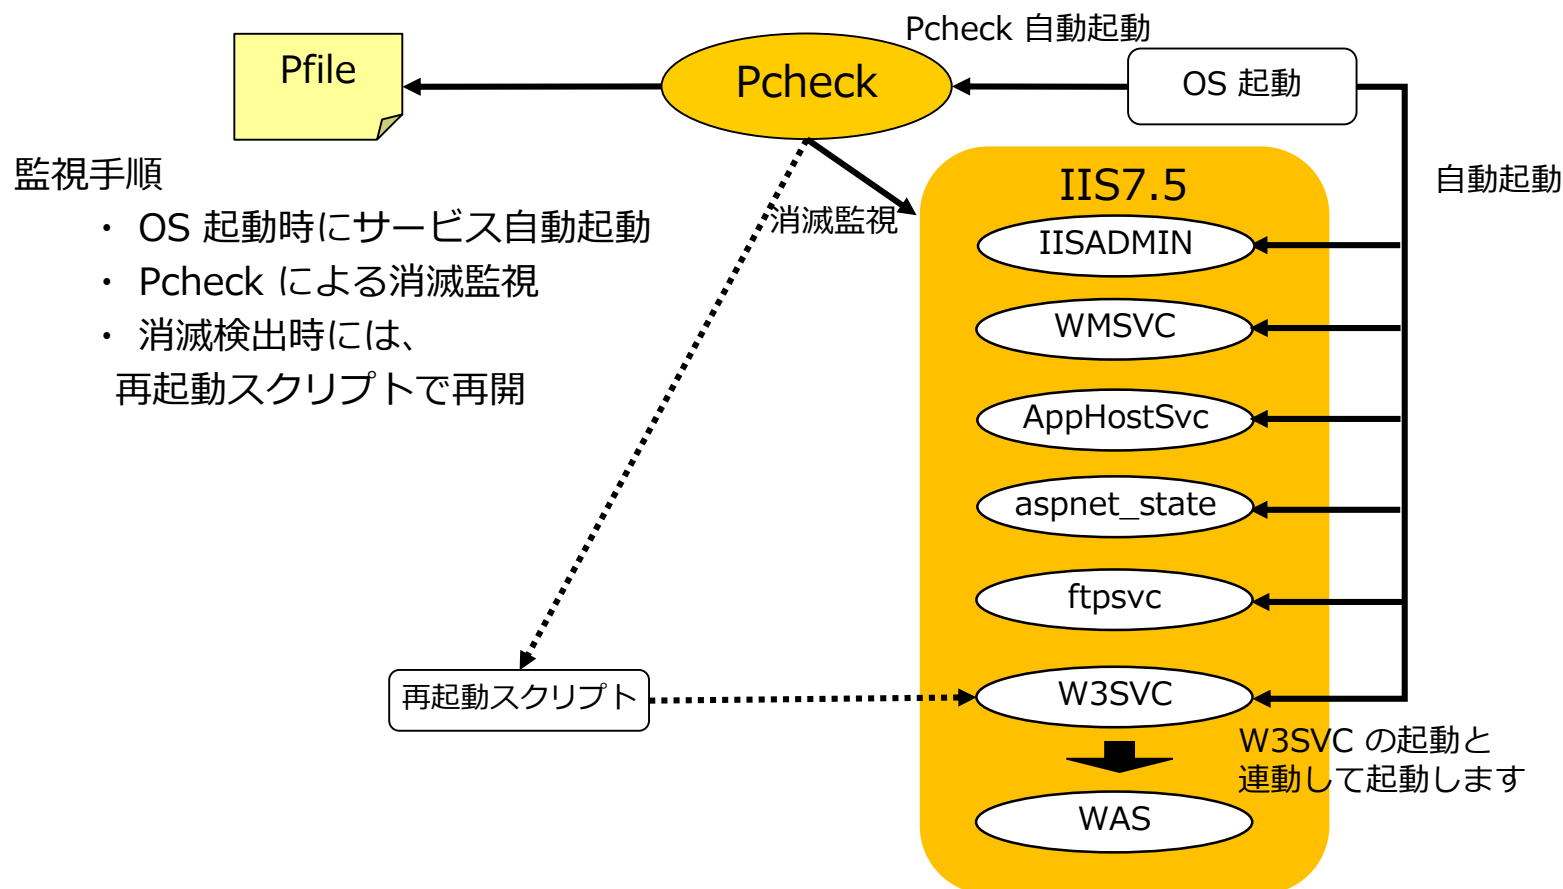 Pcheck 自動起動
Pfile
Pcheck
OS 起動
監視手順
・ OS 起動時にサービス自動起動
・ Pcheck による消滅監視
・ 消滅検出時には、
再起動スクリプトで再開
消滅監視
自動起動
IIS7.5
IISADMIN
WMSVC
AppHostSvc
aspnet_state
ftpsvc
再起動スクリプト
W3SVC
W3SVC の起動と
連動して起動します
WAS